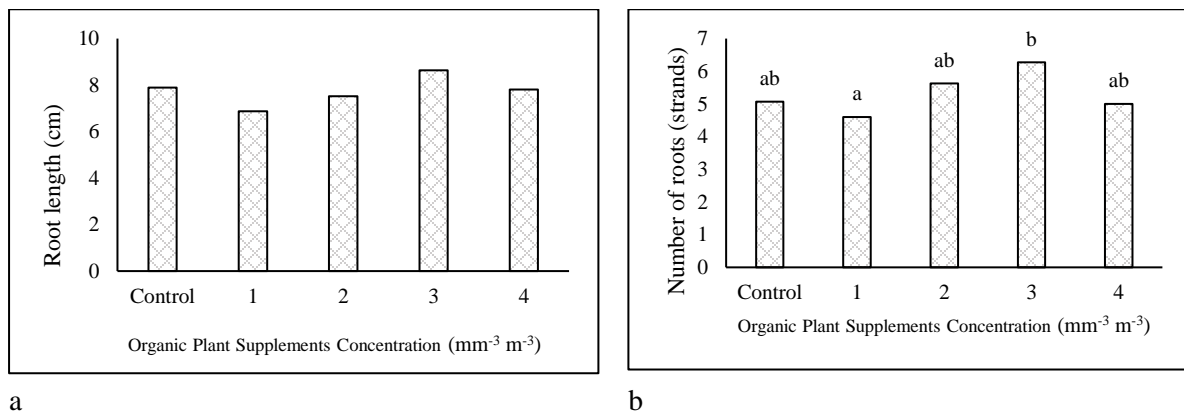 Root length (cm)
10
8
6
4
2
0
Control 1 2 3 4
Organic Plant Supplements Concentration (mm-3 m-3)
a
Number of roots (strands)
7
6
5
4
3
2
1
0
ab a ab b ab
Control 1 2 3 4
Organic Plant Supplements Concentration (mm-3 m-3)
b